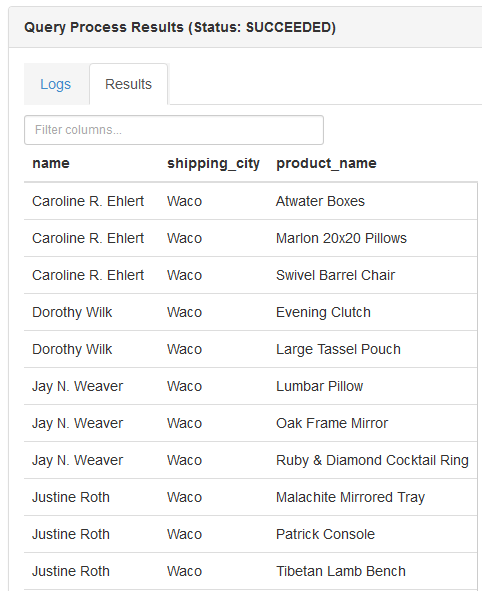 Query Process Results (Status: SUCCEEDED)
Logs Results
Filter columns...
name shipping_city product_name
Caroline R. Ehlert Waco Atwater Boxes
Caroline R. Ehlert Waco Marlon 20x20 Pillows
Caroline R. Ehlert Waco Swivel Barrel Chair
Dorothy Wilk Waco Evening Clutch
Dorothy Wilk Waco Large Tassel Pouch
Jay N. Weaver Waco Lumbar Pillow
Jay N. Weaver Waco Oak Frame Mirror
Jay N. Weaver Waco Ruby & Diamond Cocktail Ring
Justine Roth Waco Malachite Mirrored Tray
Justine Roth Waco Patrick Console
Justine Roth Waco Tibetan Lamb Bench